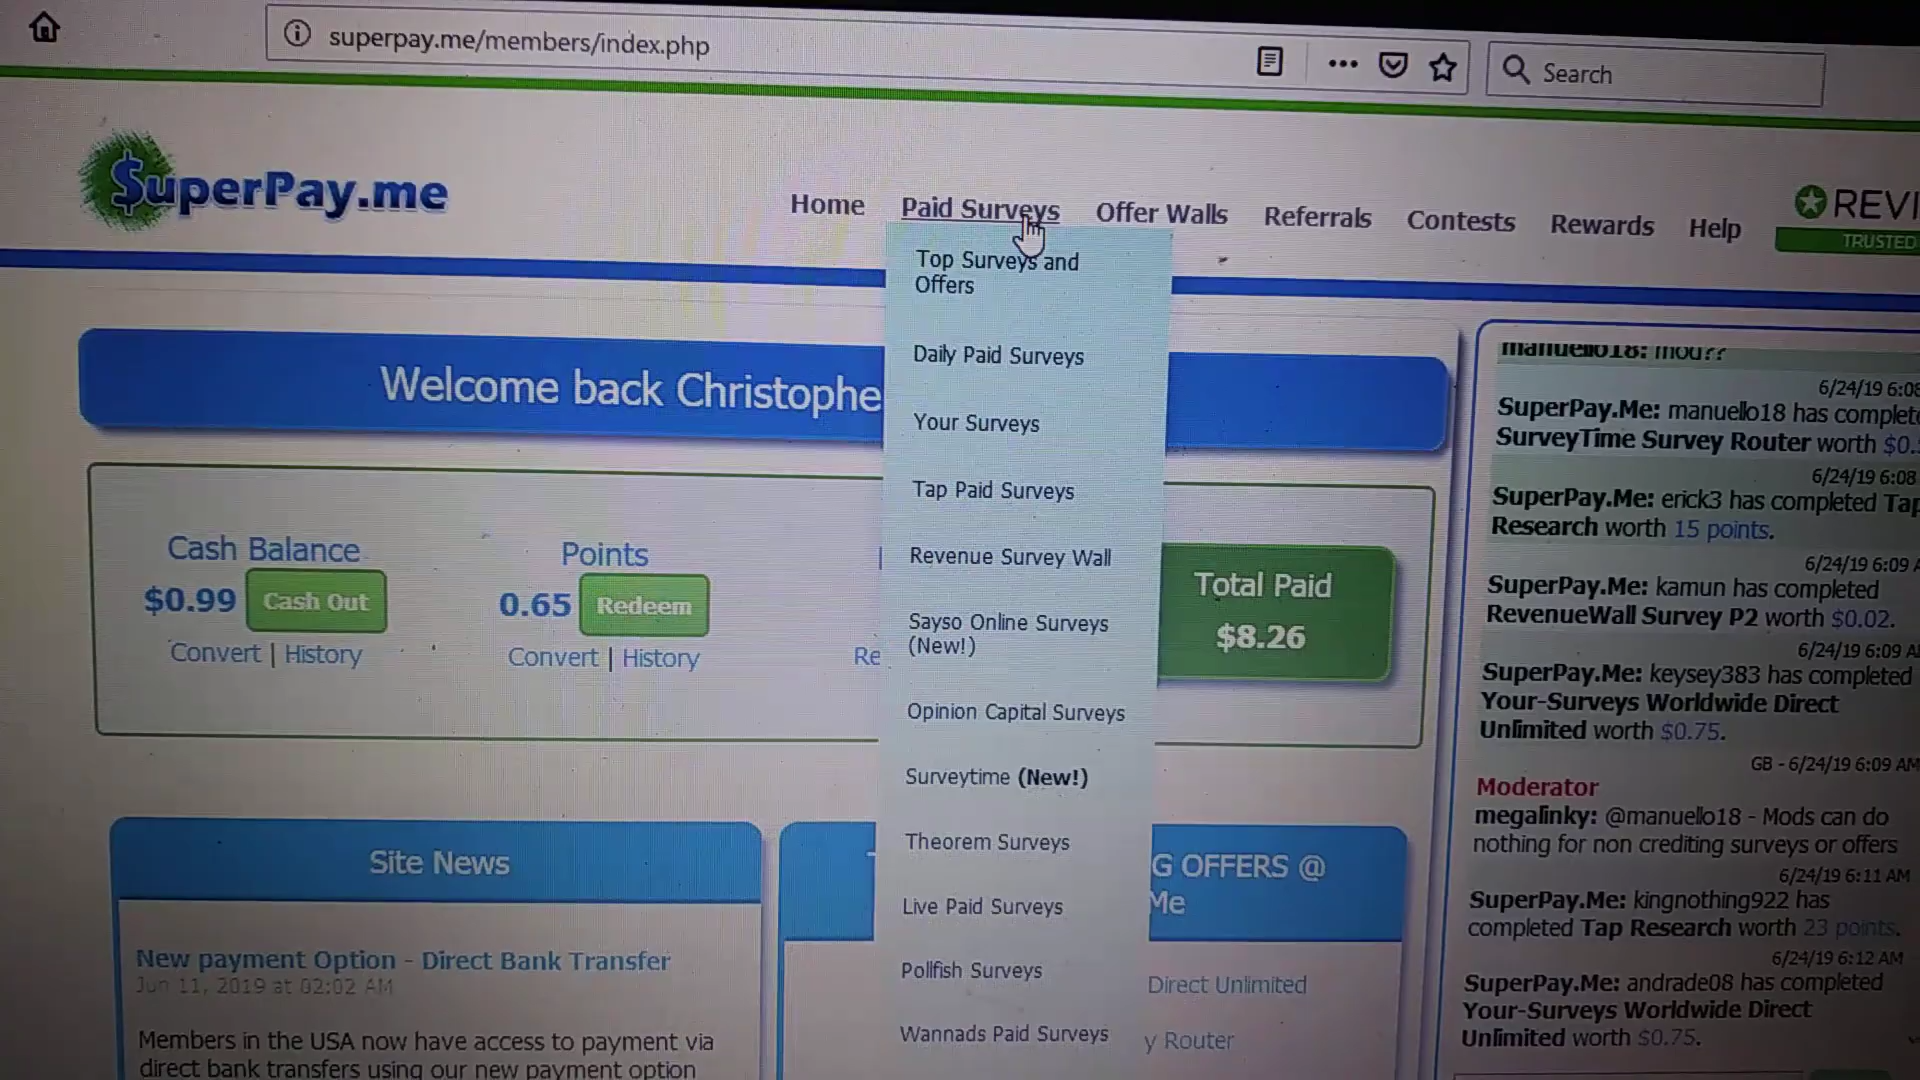 superpay.me/members/index.php
Search
$uperPay.me
Home
Paid Surveys
Offer Walls
Referrals
Contests
Rewards
Help
TRUSTED
Top Surveys and
Offers
Daily Paid Surveys
Your Surveys
Tap Paid Surveys
Revenue Survey Wall
Sayso Online Surveys
(New!)
Opinion Capital Surveys
Surveytime (New!)
Theorem Surveys
Live Paid Surveys
Pollfish Surveys
Wannads Paid Surveys
Welcome back Christophe
Cash Balance
$0.99 Cash Out
Convert | History
Points
0.65 Redeem
Convert | History
Total Paid
$8.26
Site News
New payment Option - Direct Bank Transfer
Jun 11, 2019 at 02:02 AM
Members in the USA now have access to payment via
direct bank transfers using our new payment option
G OFFERS @
Me
Direct Unlimited
y Router
manuello18: mod??
6/24/19 6:08
SuperPay.Me: manuello18 has
SurveyTime Survey Router worth
6/24/19 6:08
SuperPay.Me: erick3 has completed
Research worth 15 points.
6/24/19 6:09
SuperPay.Me: kamun has completed
RevenueWall Survey P2 worth $0.02.
6/24/19 6:09
SuperPay.Me: keysey383 has completed
Your-Surveys Worldwide Direct
Unlimited worth $0.75.
GB - 6/24/19 6:09 AM
Moderator
megalinky: @manuello18 - Mods can do
nothing for non crediting surveys or offers
6/24/19 6:11 AM
SuperPay.Me: kingnothing922 has
completed Tap Research worth 23 points.
6/24/19 6:12 AM
SuperPay.Me: andrade08 has completed
Your-Surveys Worldwide Direct
Unlimited worth $0.75.